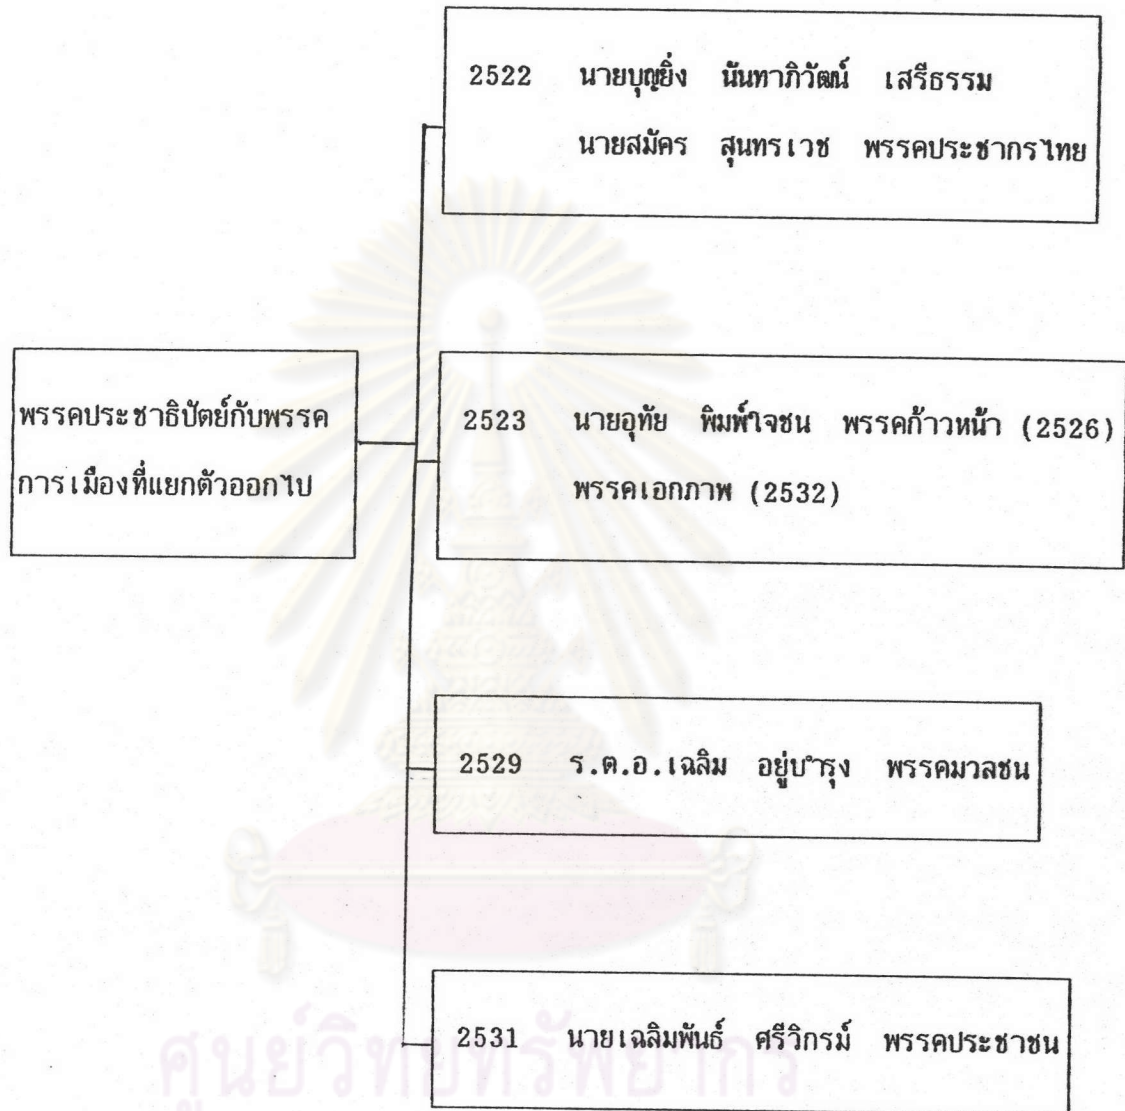 2522 นายบุญยิ่ง นันทาภิวัฒน์ เสรีธรรม
นายสมัคร สุนทรเวช พรรคประชากรไทย
พรรคประชาธิปัตย์กับพรรค
การเมืองที่แยกตัวออกไป
2523 นายอุทัย พิมพ์ใจชน พรรคก้าวหน้า (2526)
พรรคเอกภาพ (2532)
2529 ร.ต.อ.เฉลิม อยู่บำรุง พรรคมวลชน
2531 นายเฉลิมพันธ์ ศรีวิกรม์ พรรคประชาชน
ศูนย์วิทยทรัพยากร